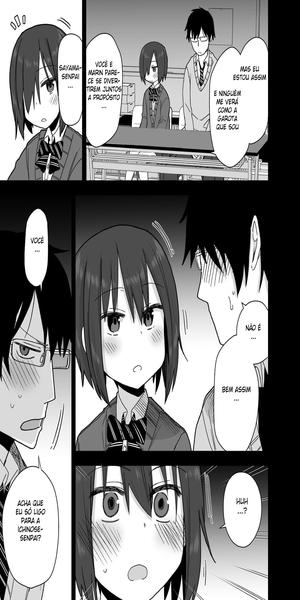 MAS EU
ESTOU ASSIM
E NINGUÉM
ME VERÁ
COMO A
GAROTA
QUE SOU
VOCÊ E
MARN PARE-
CE SE DIVER-
TIREM JUNTOS
A PROPÓSITO
...
SAYAMA-
SENPAI
...
NÃO É
...
BEM ASSIM
...
VOCÊ
...
HUH
...?
ACHA QUE
EU SÓ LIGO
PARA A
ICHINOSE-
SENPAI?